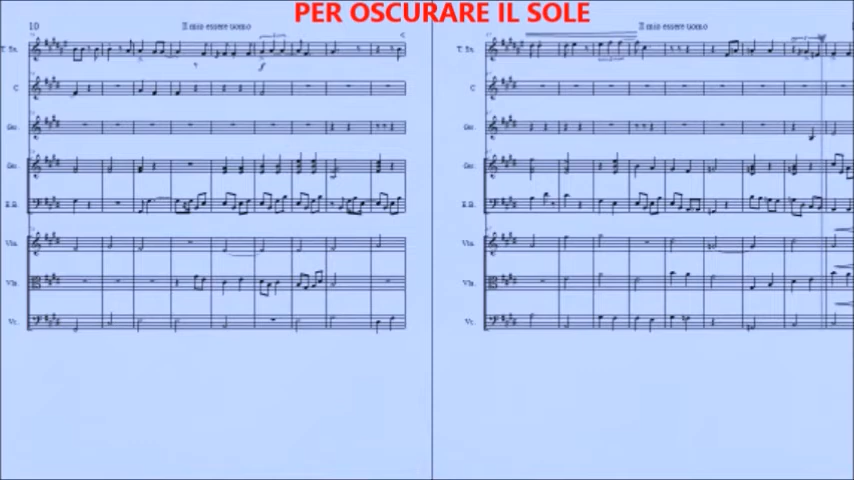 PER OSCURARE IL SOLE
10
Il mio essere uomo
Il mio essere uomo
T. Sx.
T. Sx.
C
C
Gtr.
Gtr.
Gtr.
Gtr.
E.B.
E.B.
Vln.
Vln.
Vla.
Vla.
Vc.
Vc.